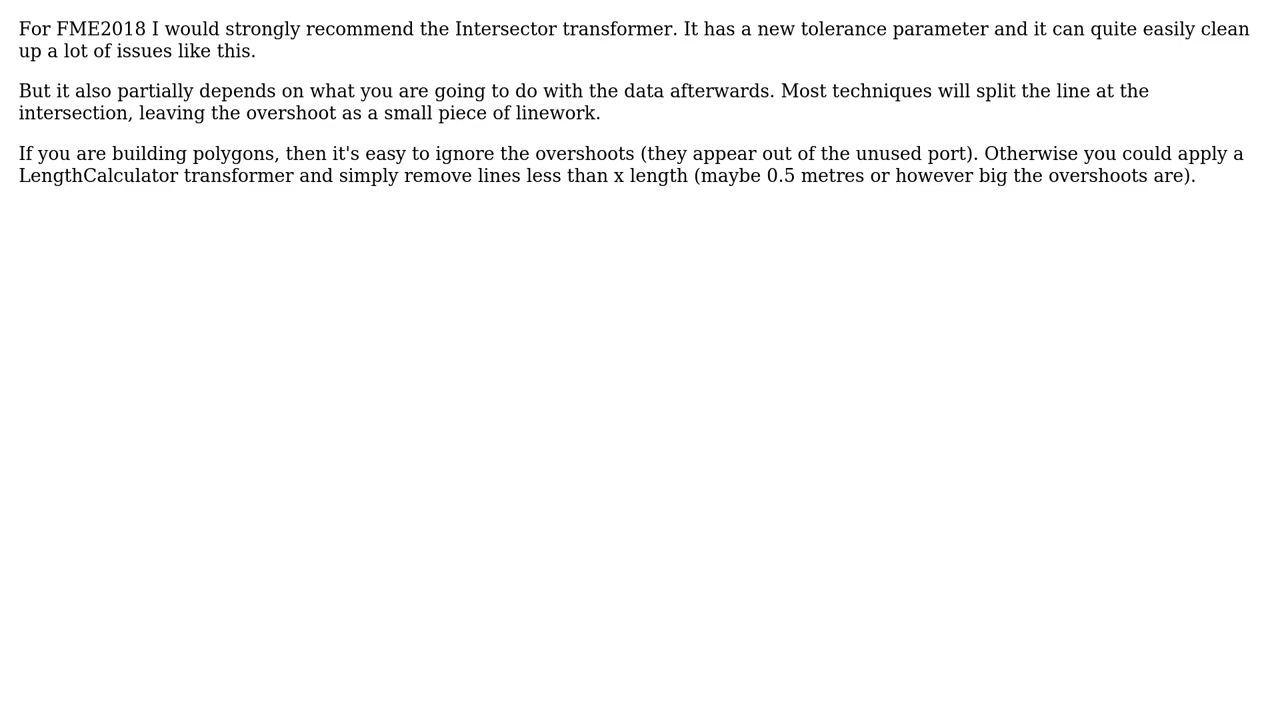 For FME2018 I would strongly recommend the Intersector transformer. It has a new tolerance parameter and it can quite easily clean
up a lot of issues like this.
But it also partially depends on what you are going to do with the data afterwards. Most techniques will split the line at the
intersection, leaving the overshoot as a small piece of linework.
If you are building polygons, then it's easy to ignore the overshoots (they appear out of the unused port). Otherwise you could apply a
LengthCalculator transformer and simply remove lines less than x length (maybe 0.5 metres or however big the overshoots are).